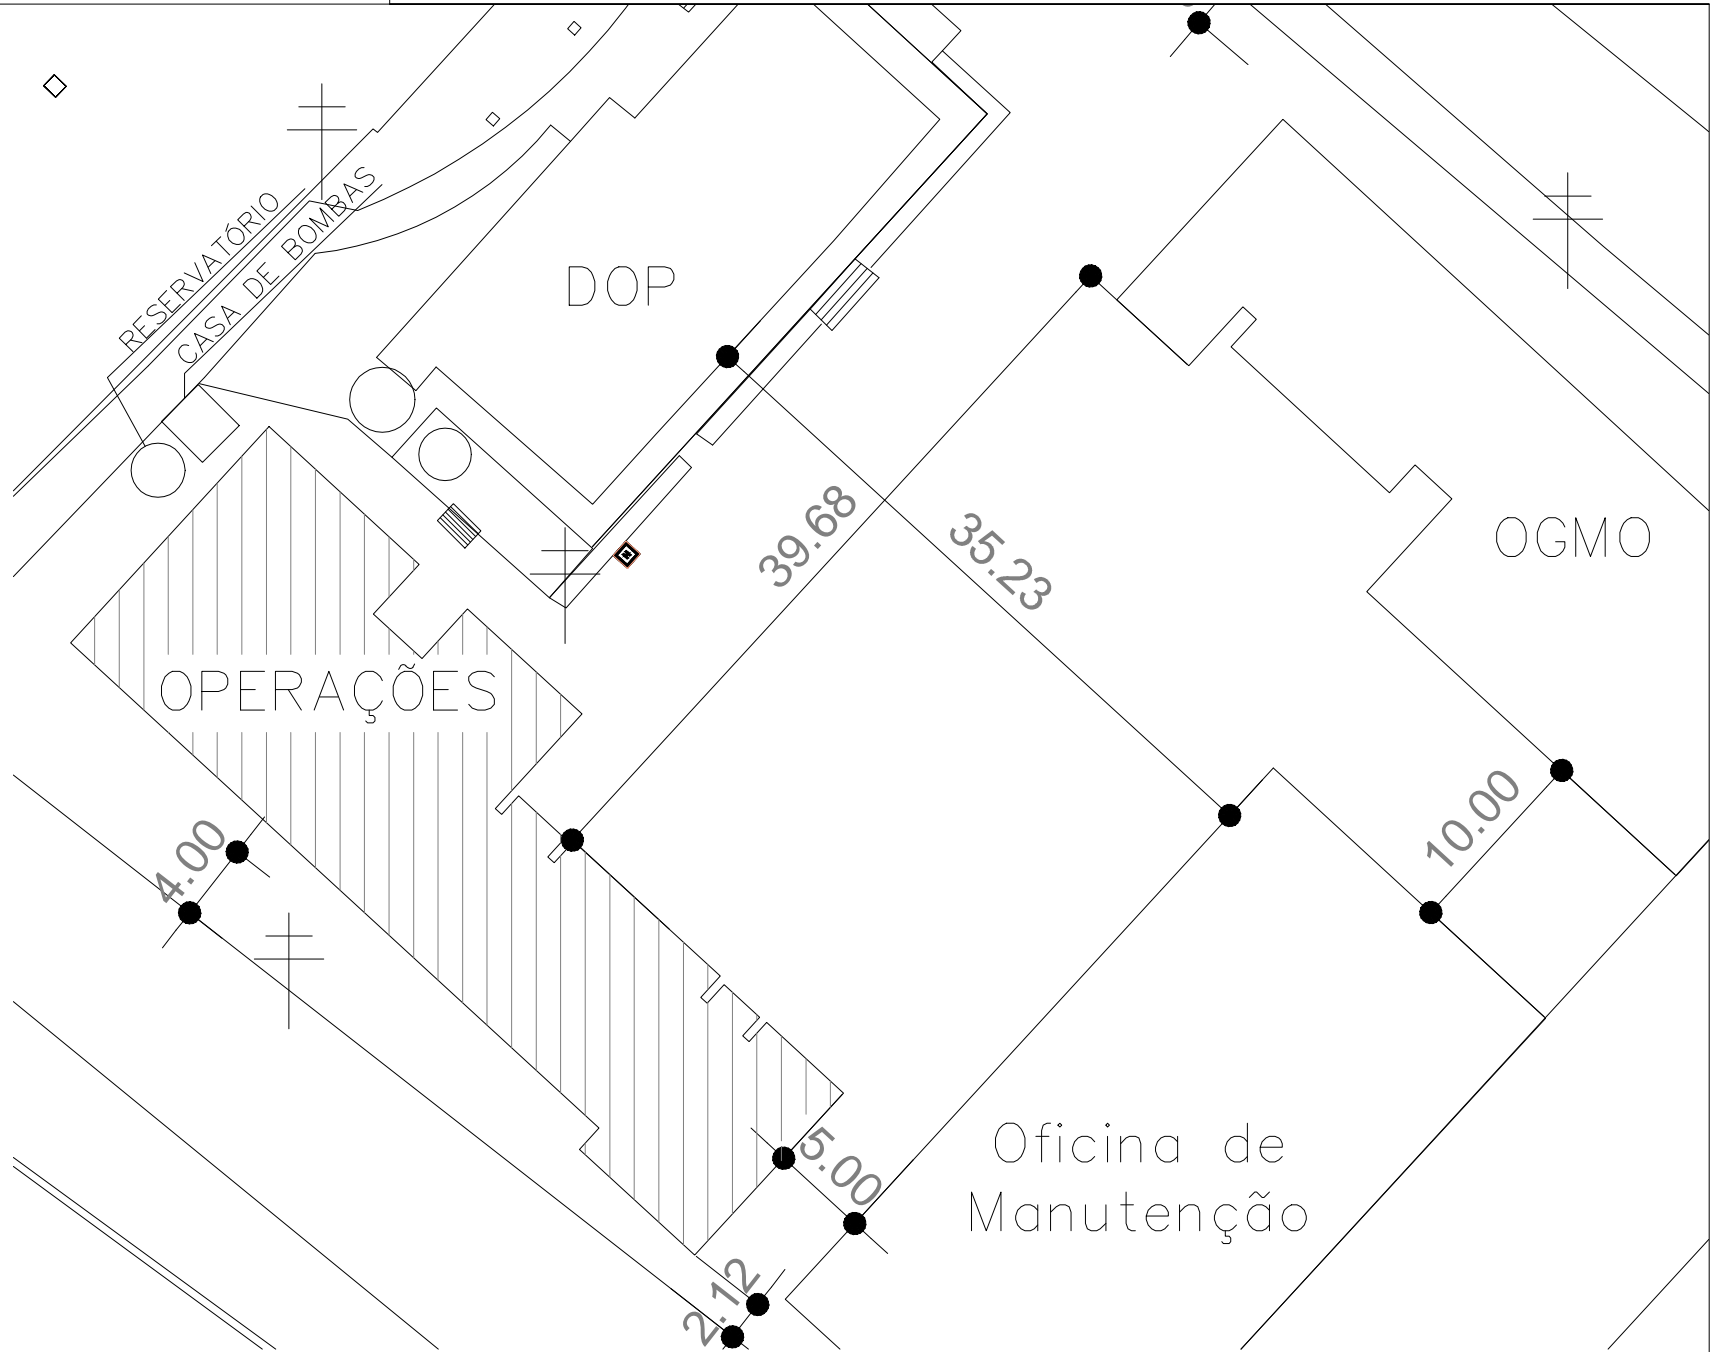 RESERVATÓRIO
CASA DE BOMBAS
DOP
39.68
35.23
OGMO
OPERAÇÕES
4.00
10.00
5.00
Oficina de
Manutenção
2.12